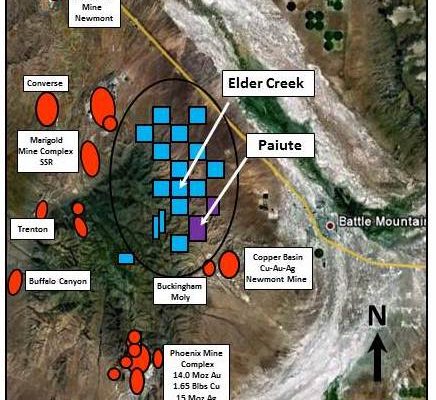 Mine
Newmont
Converse
Elder Creek
Marigold
Mine Complex
SSR
Paiute
Trenton
Battle Mountain
Buffalo Canyon
Copper Basin
Cu-Au-Ag
Newmont Mine
Buckingham
Moly
N
Phoenix Mine
Complex
14.0 Moz Au
1.65 Blbs Cu
15 Moz Ag